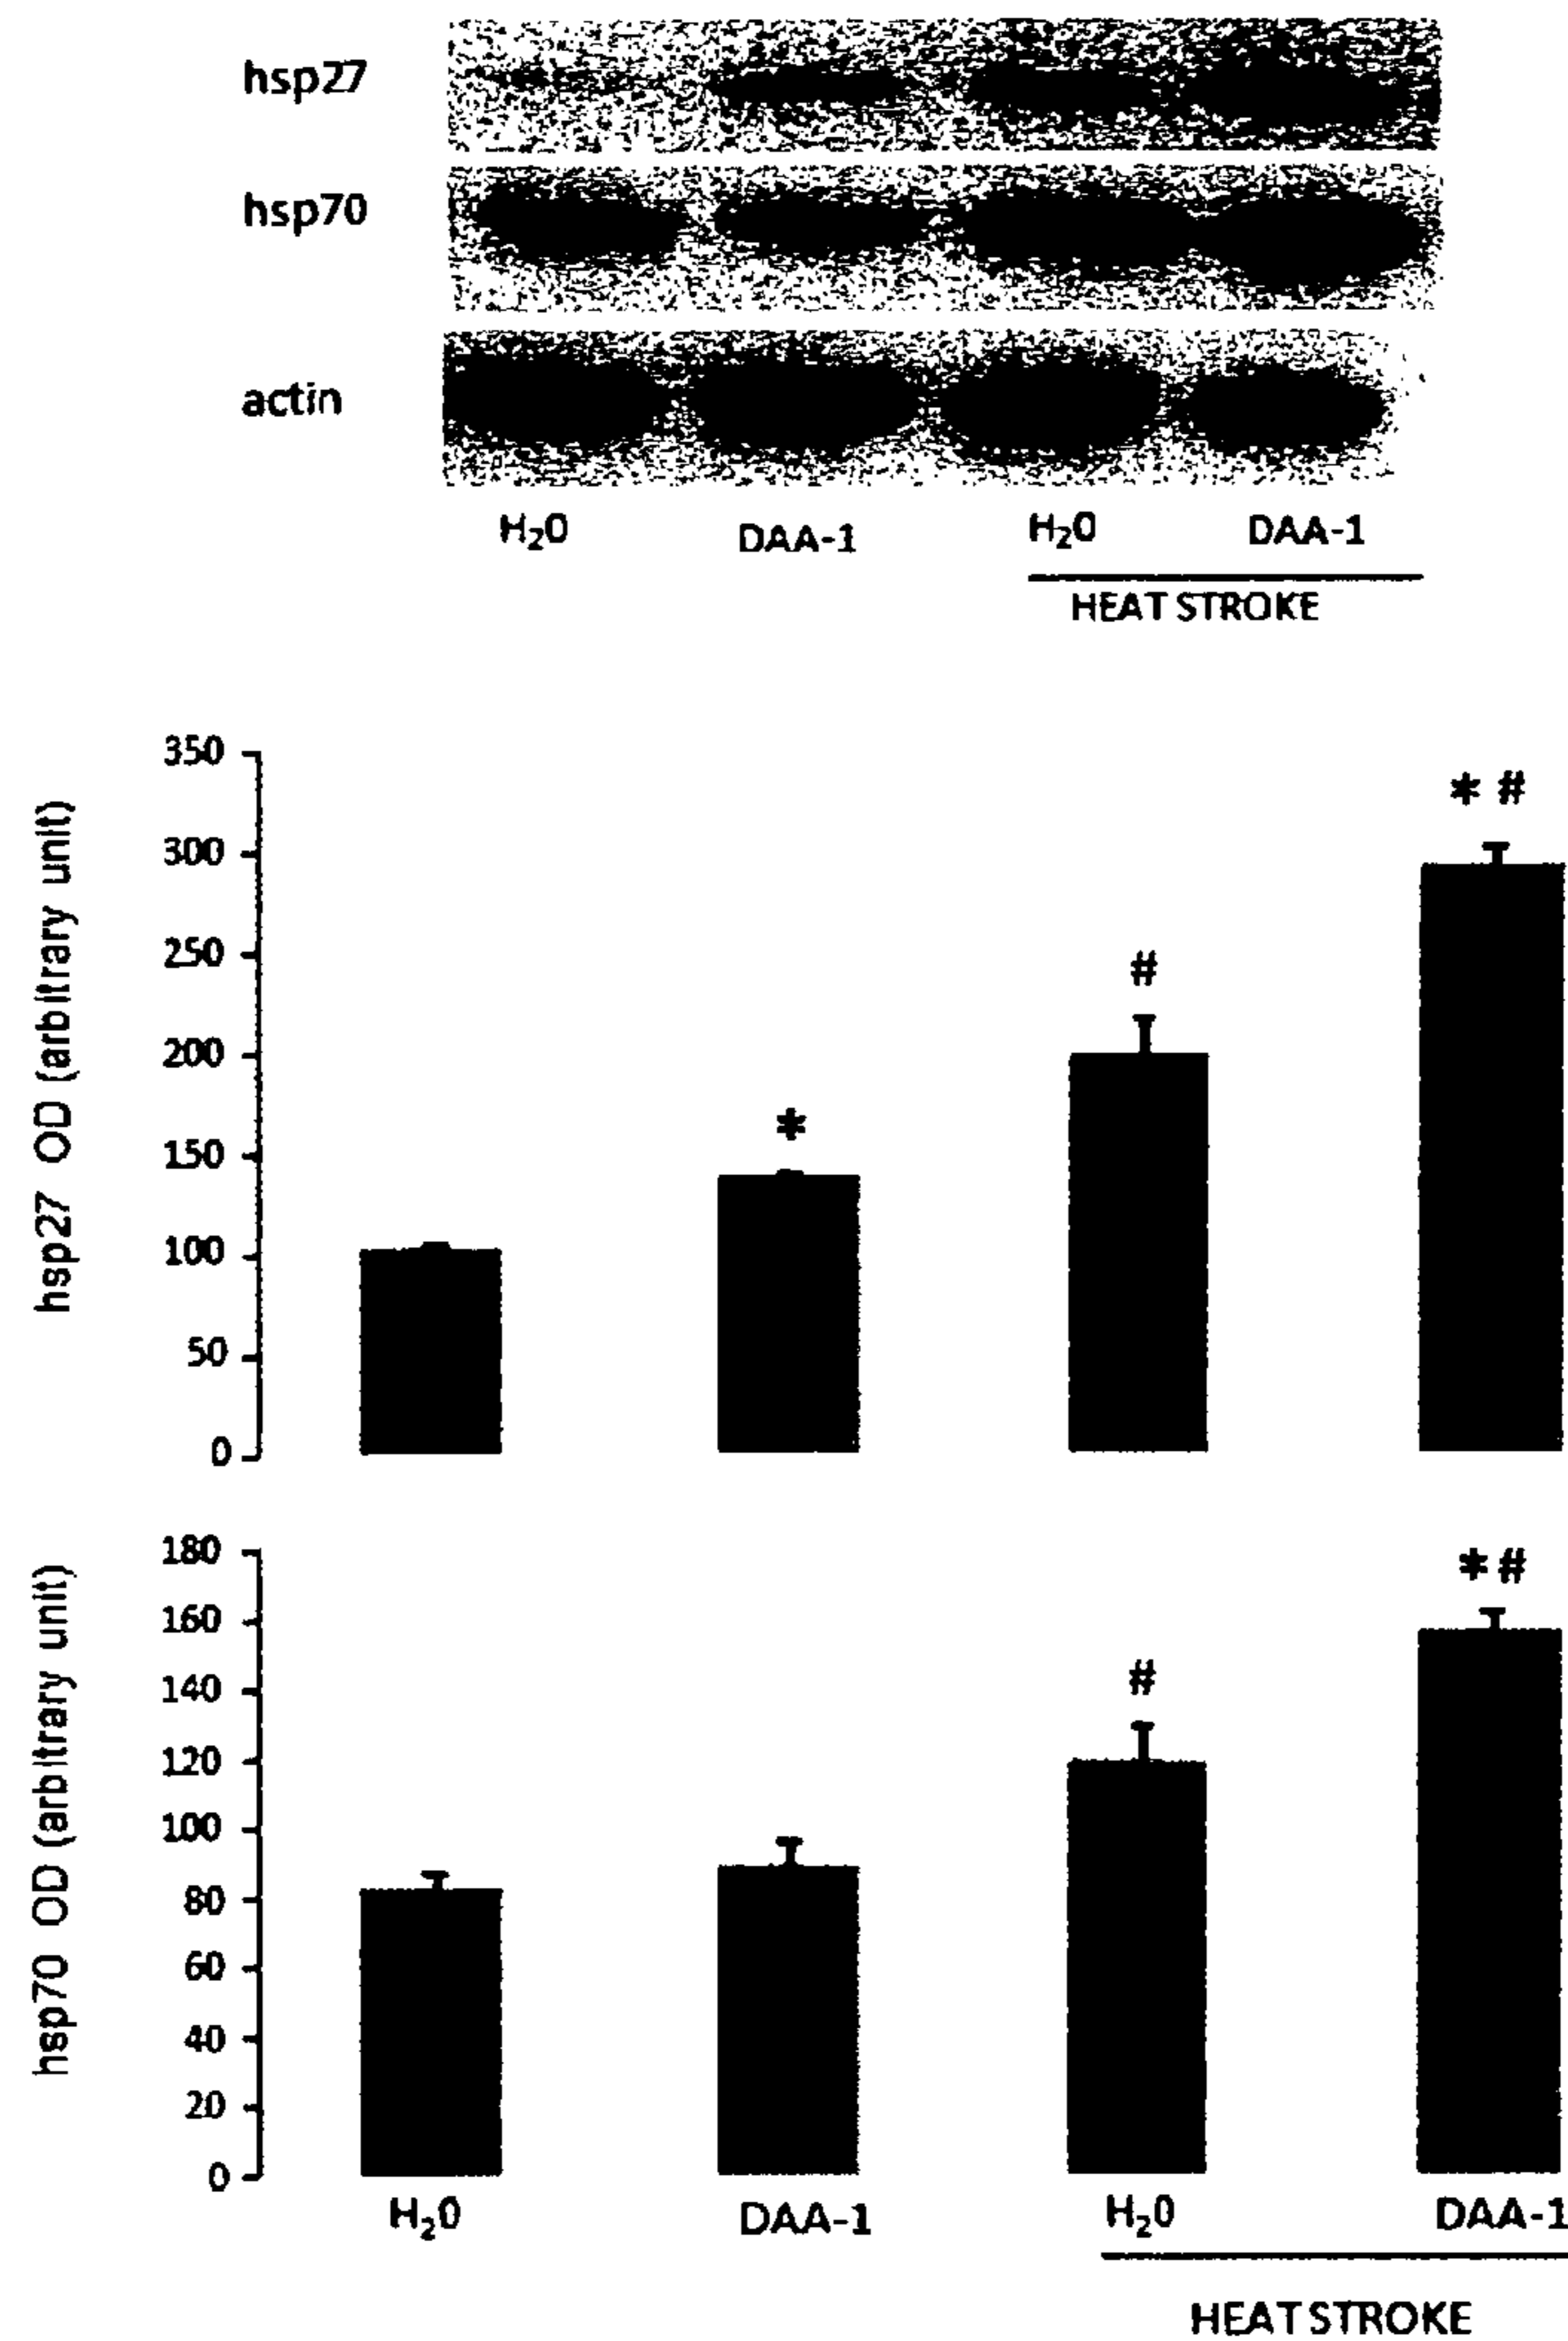 hsp27
hsp70
actin
H₂0 DAA-1 H₂0 DAA-1
HEAT STROKE
hsp27 OD (arbitrary unit)
350
300
250
200
150
100
50
0
*
#
* #
hsp70 OD (arbitrary unit)
180
160
140
120
100
80
60
40
20
0
#
* #
H₂0 DAA-1 H₂0 DAA-1
HEAT STROKE